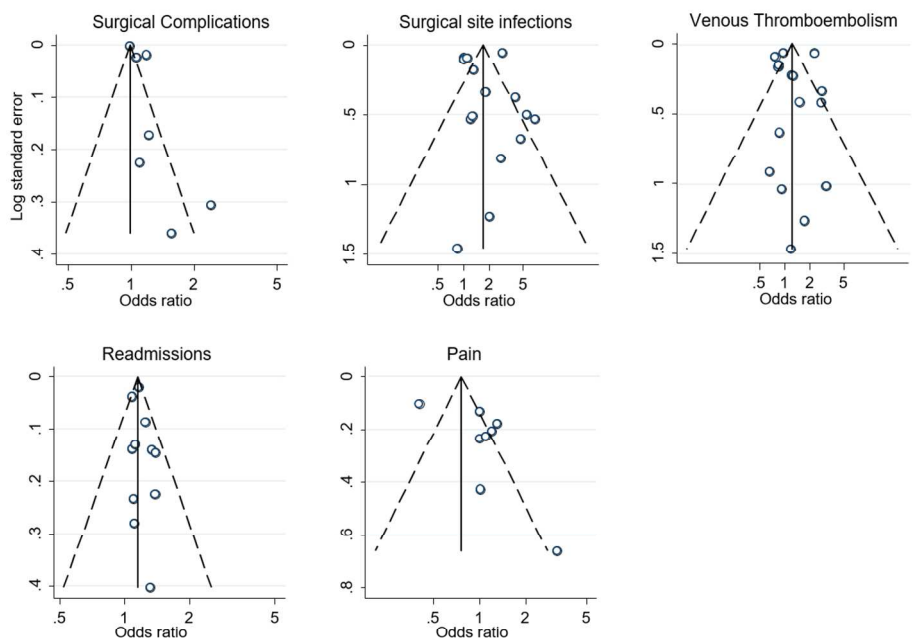 Surgical Complications
0
.1
.2
.3
.4
Log standard error
.5 1 2 5
Odds ratio
Surgical site infections
0
.5
1
1.5
.5 1 2 5
Odds ratio
Venous Thromboembolism
0
.5
1
1.5
.5 1 2 5
Odds ratio
Readmissions
0
.1
.2
.3
.4
.5 1 2 5
Odds ratio
Pain
0
.2
.4
.6
.8
.5 1 2 5
Odds ratio